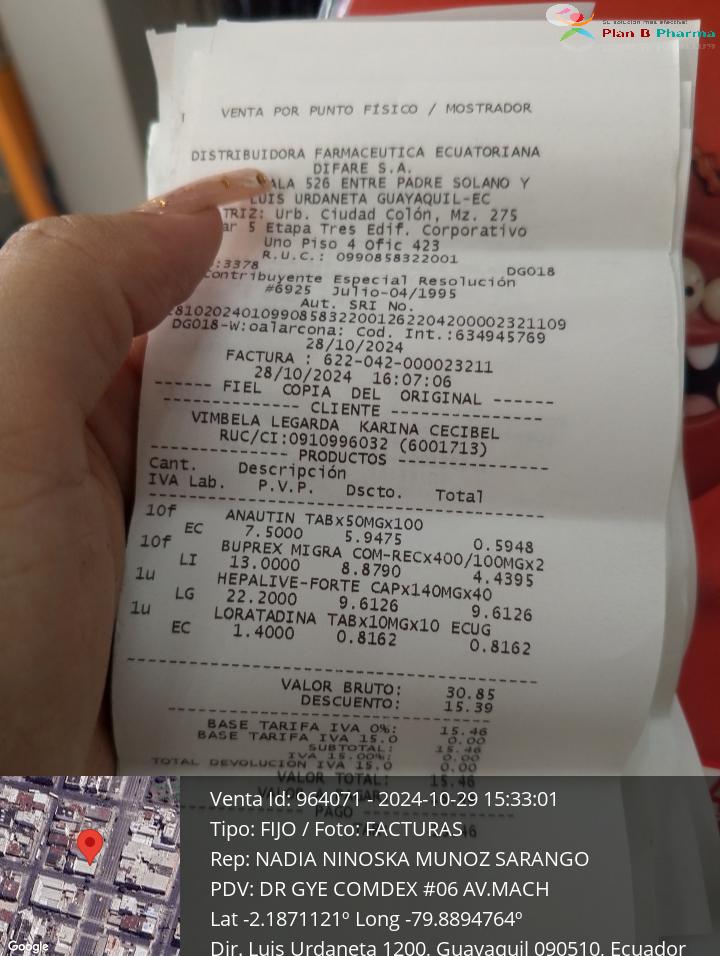 Su solución más efectiva!
Plan B Pharma
VENTA POR PUNTO FÍSICO / MOSTRADOR
DISTRIBUIDORA FARMACEUTICA ECUATORIANA
DIFARE S.A.
ALA 526 ENTRE PADRE SOLANO Y
LUIS URDANETA GUAYAQUIL-EC
TRIZ: Urb. Ciudad Colón, Mz. 275
ar 5 Etapa Tres Edif. Corporativo
Uno Piso 4 Ofic 423
R.U.C.: 0990858322001
:3378 DG018
Contribuyente Especial Resolución
#6925 Julio-04/1995
Aut. SRI No.
2810202401099085832200126220420000232 1109
DG018-W:oalarcona: Cod. Int.:634945769
28/10/2024
FACTURA : 622-042-000023211
28/10/2024 16:07:06
------ FIEL COPIA DEL ORIGINAL ------
--------------- CLIENTE ---------------
VIMBELA LEGARDA KARINA CECIBEL
RUC/CI:0910996032 (6001713)
--------------- PRODUCTOS ---------------
Cant. Descripción
IVA Lab. P.V.P. Dscto. Total
10f ANAUTIN TABx50MGx100
EC 7.5000 5.9475 0.5948
10f BUPREX MIGRA COM-RECx400/100MGx2
LI 13.0000 8.8790 4.4395
1u HEPALIVE-FORTE CAPx140MGx40
LG 22.2000 9.6126 9.6126
1u LORATADINA TABx10MGx10 ECUG
EC 1.4000 0.8162 0.8162
VALOR BRUTO: 30.85
DESCUENTO: 15.39
BASE TARIFA IVA 0%: 15.46
BASE TARIFA IVA 15.0 0.00
SUBTOTAL: 15.46
IVA 15.00%: 0.00
TOTAL DEVOLUCION IVA 15.0 0.00
VALOR TOTAL: 15.46
PAGO
Venta Id: 964071 - 2024-10-29 15:33:01
Tipo: FIJO / Foto: FACTURAS
Rep: NADIA NINOSKA MUNOZ SARANGO
PDV: DR GYE COMDEX #06 AV.MACH
Lat -2.1871121º Long -79.8894764º
Dir. Luis Urdaneta 1200, Guayaquil 090510, Ecuador
Google